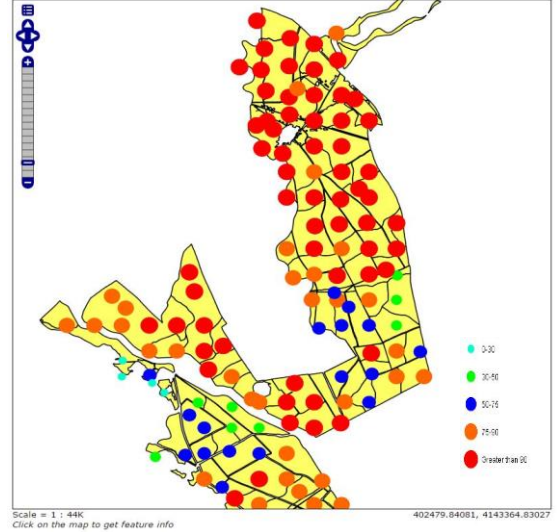 0-30
30-50
50-75
75-90
Greater than 90
Scale = 1 : 44K
402479.84081, 4143364.83027
Click on the map to get feature info